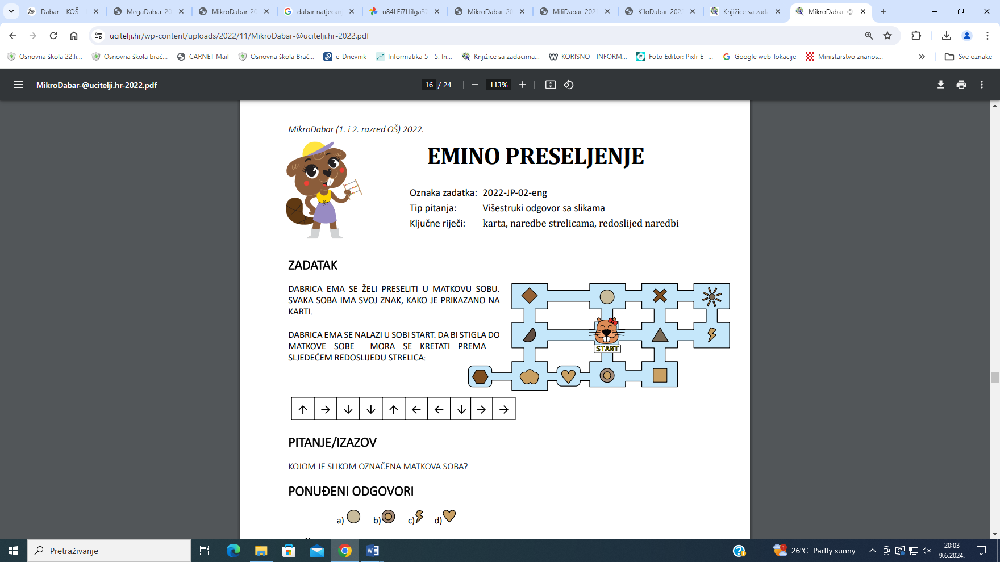 Dabar – KOŠ –
MegaDabar-20
MikroDabar-20
dabar natjecan
u84LEi7LliIga37
MikroDabar-20
MiliDabar-202
KiloDabar-2022
Knjižice sa zada
MikroDabar-@
ucitelji.hr/wp-content/uploads/2022/11/MikroDabar-@ucitelji.hr-2022.pdf
Osnovna škola 22.li...
Osnovna škola brać...
CARNET Mail
Osnovna škola Brać...
e-Dnevnik
Informatika 5 - 5. In...
Knjižice sa zadacima...
KORISNO - INFORM...
Foto Editor: Pixlr E -...
Google web-lokacije
Ministarstvo znanos...
Sve oznake
MikroDabar-@ucitelji.hr-2022.pdf
16 / 24
113%
MikroDabar (1. i 2. razred OŠ) 2022.
EMINO PRESELJENJE
Oznaka zadatka: 2022-JP-02-eng
Tip pitanja: Višestruki odgovor sa slikama
Ključne riječi: karta, naredbe strelicama, redoslijed naredbi
ZADATAK
DABRICA EMA SE ŽELI PRESELITI U MATKOVU SOBU.
SVAKA SOBA IMA SVOJ ZNAK, KAKO JE PRIKAZANO NA
KARTI.
DABRICA EMA SE NALAZI U SOBI START. DA BI STIGLA DO
MATKOVE SOBE MORA SE KRETATI PREMA
SLJEDEĆEM REDOSLIJEDU STRELICA:
START
↑ → ↓ ↓ ↑ ← ← ↓ → →
PITANJE/IZAZOV
KOJOM JE SLIKOM OZNAČENA MATKOVA SOBA?
PONUĐENI ODGOVORI
a) b) c) d)
Pretraživanje
1
26°C Partly sunny
20:03
9.6.2024.